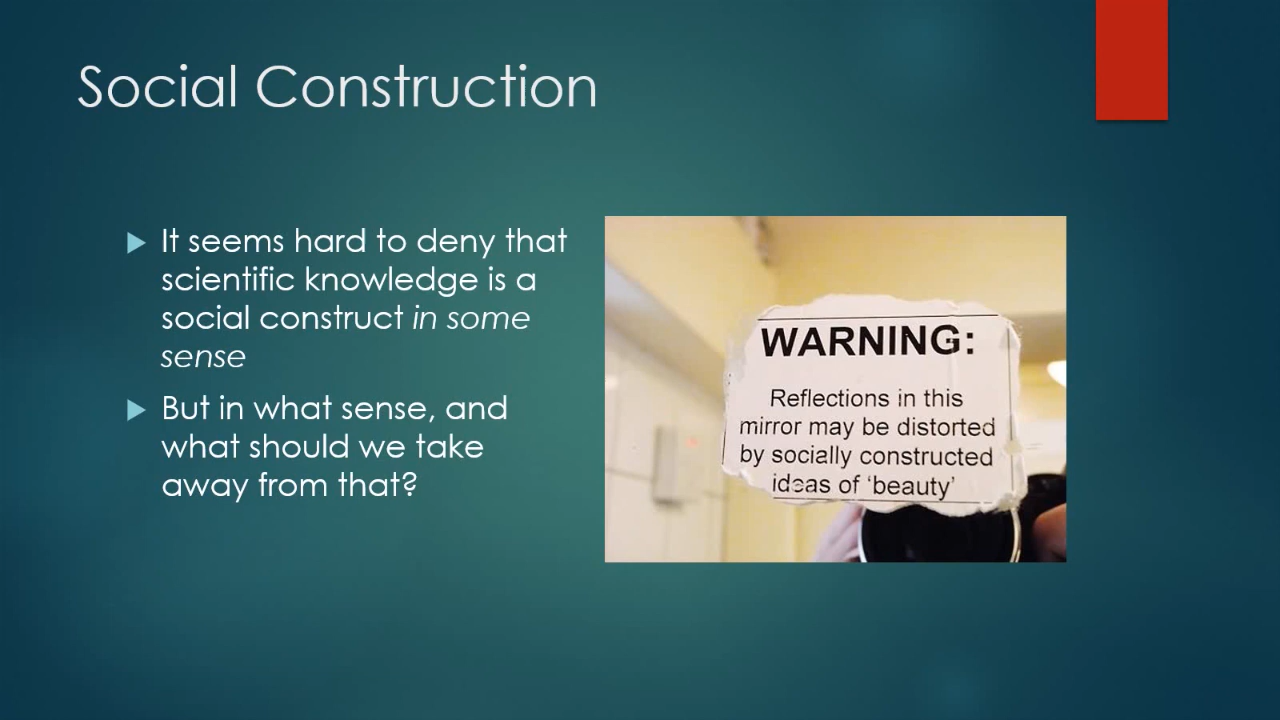 Social Construction
It seems hard to deny that
scientific knowledge is a
social construct in some
sense
But in what sense, and
what should we take
away from that?
WARNING:
Reflections in this
mirror may be distorted
by socially constructed
ideas of ‘beauty’